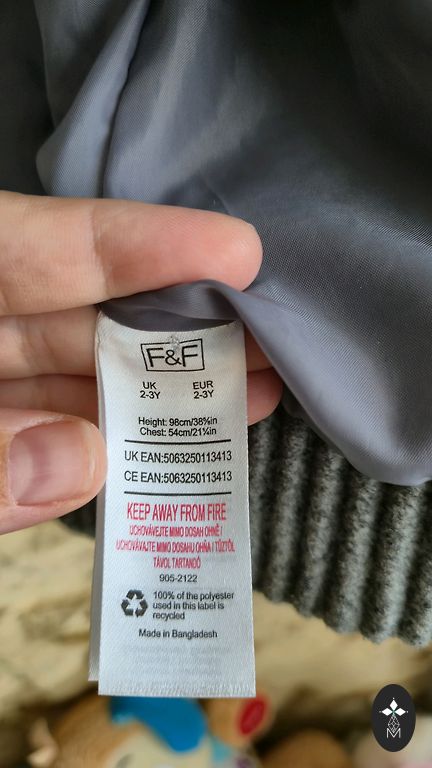 F&F
UK EUR
2-3Y 2-3Y
Height: 98cm/38⅝in
Chest: 54cm/21¼in
UK EAN:5063250113413
CE EAN:5063250113413
KEEP AWAY FROM FIRE
UCHOVÁVEJTE MIMO DOSAH OHNĚ /
UCHOVÁVAJTE MIMO DOSAHU OHŇA / TŰZTŐL
TÁVOL TARTANDÓ
905-2122
100% of the polyester
used in this label is
recycled
Made in Bangladesh